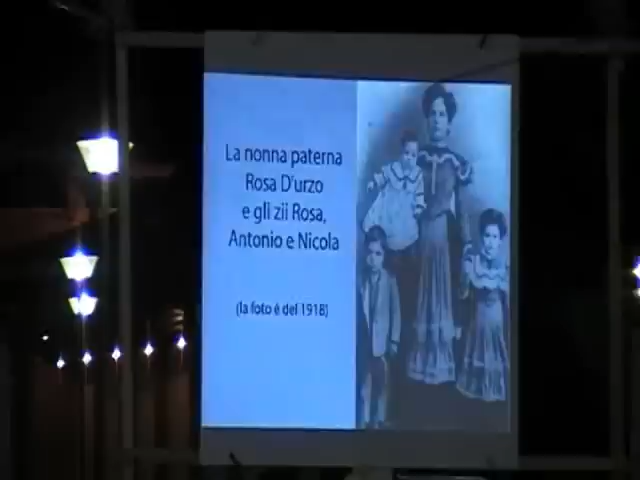 La nonna paterna
Rosa D'urzo
e gli zii Rosa,
Antonio e Nicola
(la foto é del 1918)